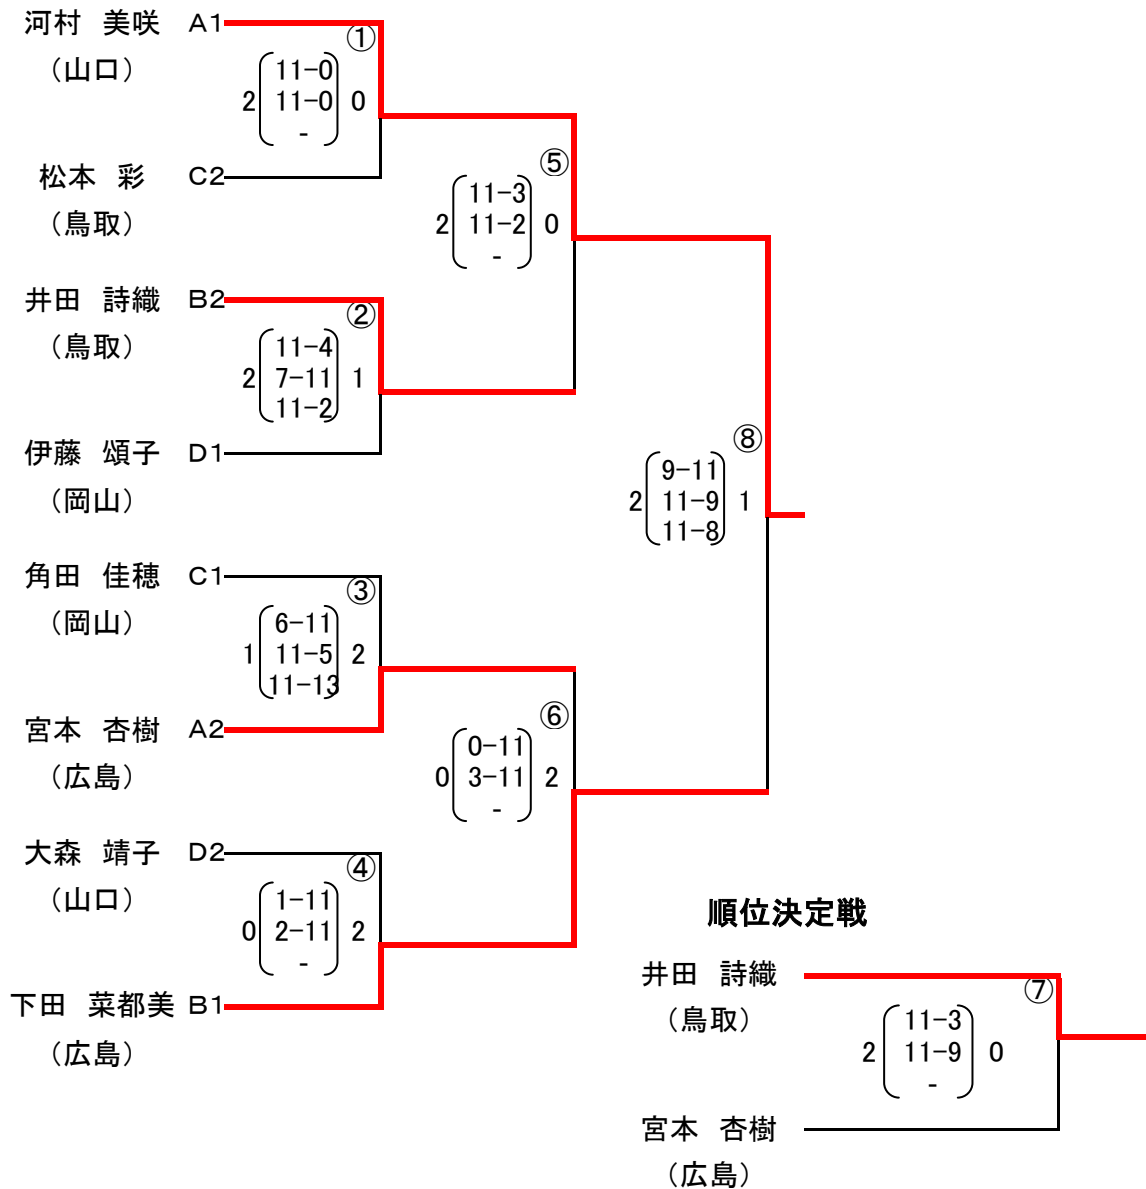 河村 美咲 A1
(山口)
①
11-0
2 11-0 0
-
松本 彩 C2
(鳥取)
⑤
11-3
2 11-2 0
-
井田 詩織 B2
(鳥取)
②
11-4
2 7-11 1
11-2
伊藤 頌子 D1
(岡山)
⑧
9-11
2 11-9 1
11-8
角田 佳穂 C1
(岡山)
③
6-11
1 11-5 2
11-13
宮本 杏樹 A2
(広島)
⑥
0-11
0 3-11 2
-
大森 靖子 D2
(山口)
④
1-11
0 2-11 2
-
下田 菜都美 B1
(広島)
順位決定戦
井田 詩織
(鳥取)
⑦
11-3
2 11-9 0
-
宮本 杏樹
(広島)